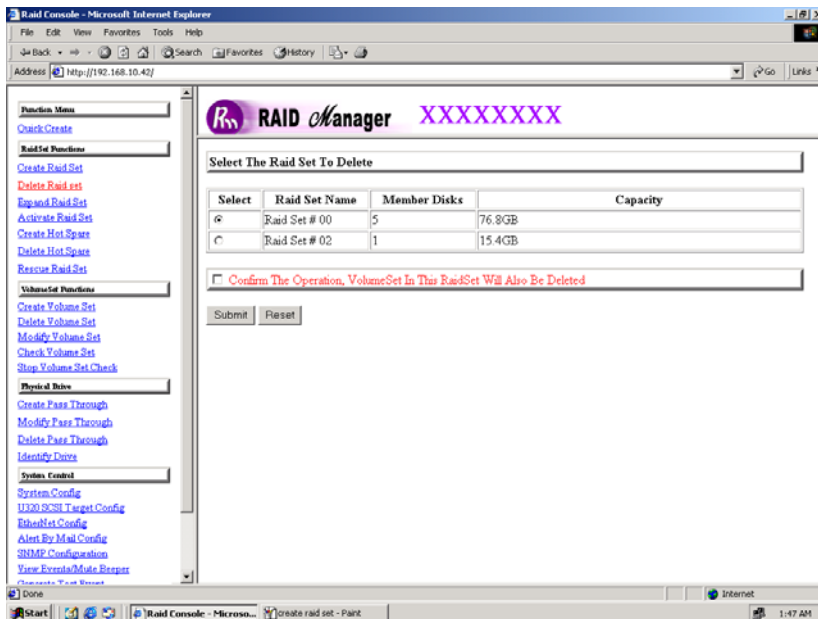 Raid Console - Microsoft Internet Explorer
File Edit View Favorites Tools Help
Back Search Favorites History
Address http://192.168.10.42/ Go Links
Function Menu
Quick Create
RaidSet Functions
Create Raid Set
Delete Raid set
Expand Raid Set
Activate Raid Set
Create Hot Spare
Delete Hot Spare
Rescue Raid Set
VolumeSet Functions
Create Volume Set
Delete Volume Set
Modify Volume Set
Check Volume Set
Stop Volume Set Check
Physical Drive
Create Pass Through
Modify Pass Through
Delete Pass Through
Identify Drive
System Control
System Config
U320 SCSI Target Config
EtherNet Config
Alert By Mail Config
SNMP Configuration
View Events/Mute Beeper
Generate Test Event
Rm RAID Manager XXXXXXXX
Select The Raid Set To Delete
Select Raid Set Name Member Disks Capacity
Raid Set # 00 5 76.8GB
Raid Set # 02 1 15.4GB
Confirm The Operation, VolumeSet In This RaidSet Will Also Be Deleted
Submit Reset
Done Internet
Start Raid Console - Microso... create raid set - Paint 1:47 AM